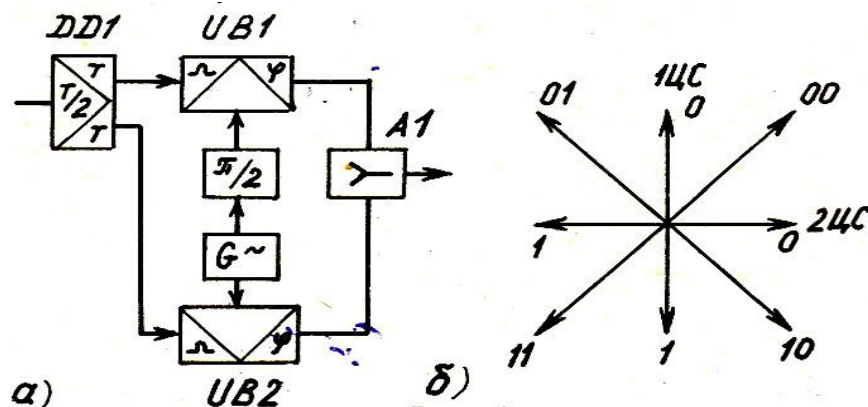 DD1
UB1
T
T/2
T
Л
φ
A1
π/2
G~
Л
φ
UB2
а)
01
1ЦС
0
00
1
0
2ЦС
11
1
10
б)